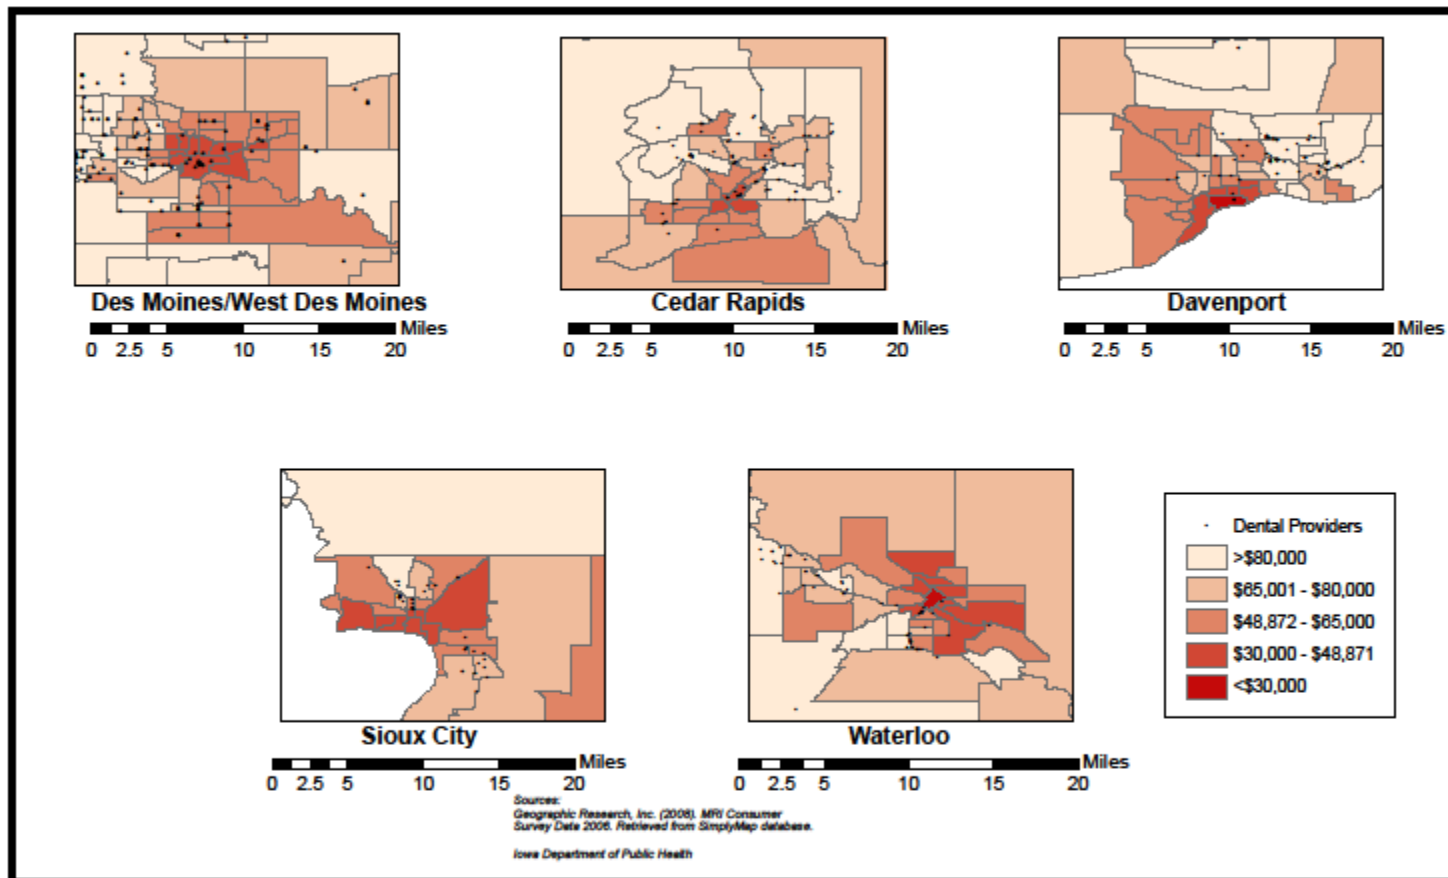 Des Moines/West Des Moines
Miles
0 2.5 5 10 15 20
Cedar Rapids
Miles
0 2.5 5 10 15 20
Davenport
Miles
0 2.5 5 10 15 20
Sioux City
Miles
0 2.5 5 10 15 20
Waterloo
Miles
0 2.5 5 10 15 20
Dental Providers
>$80,000
$65,001 - $80,000
$48,872 - $65,000
$30,000 - $48,871
<$30,000
Sources:
Geographic Research, Inc. (2008). MRI Consumer
Survey Data 2006. Retrieved from SimplyMap database.
Iowa Department of Public Health